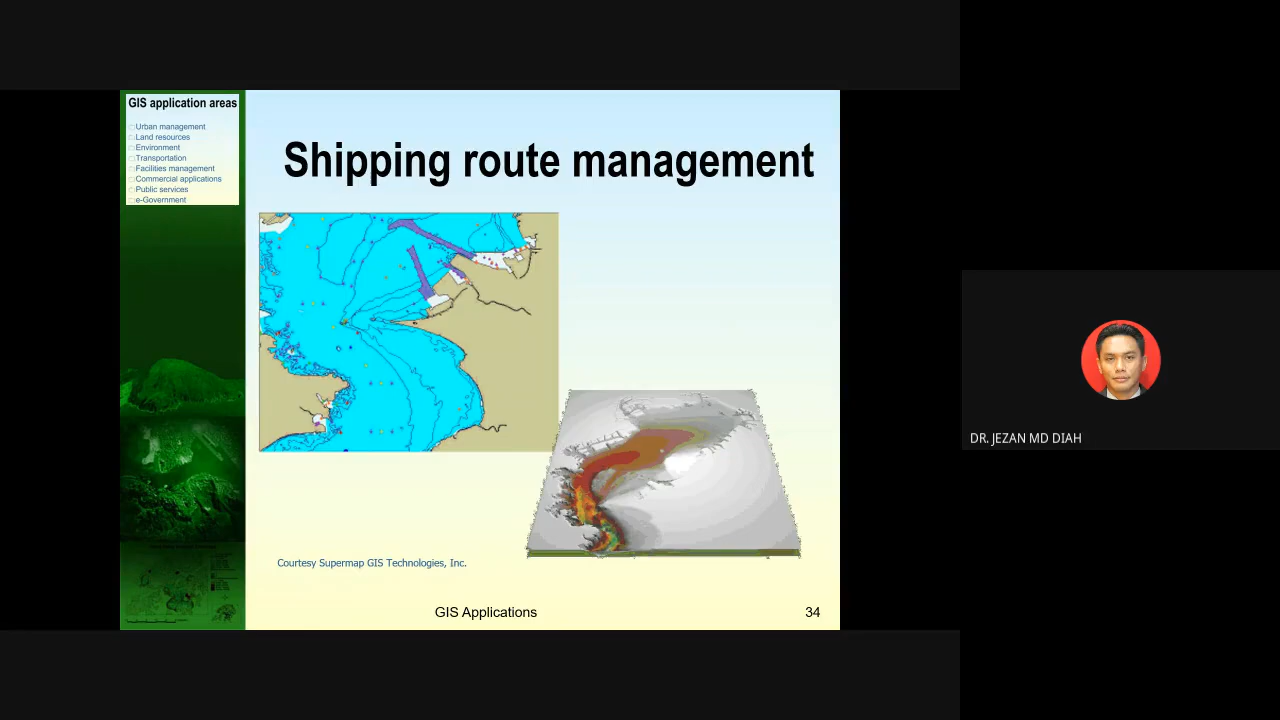 GIS application areas
Urban management
Land resources
Environment
Transportation
Facilities management
Commercial applications
Public services
e-Government
Shipping route management
Courtesy Supermap GIS Technologies, Inc.
GIS Applications
34
DR. JEZAN MD DIAH